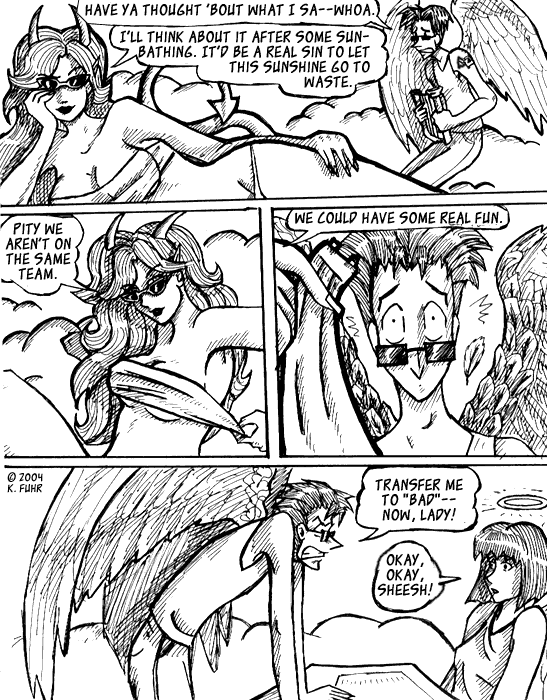 HAVE YA THOUGHT 'BOUT WHAT I SA--WHOA.
I'LL THINK ABOUT IT AFTER SOME SUN-
BATHING. IT'D BE A REAL SIN TO LET
THIS SUNSHINE GO TO
WASTE.
PITY WE
AREN'T ON
THE SAME
TEAM.
WE COULD HAVE SOME REAL FUN.
© 2004
K. FUHR
TRANSFER ME
TO "BAD"--
NOW, LADY!
OKAY,
OKAY,
SHEESH!